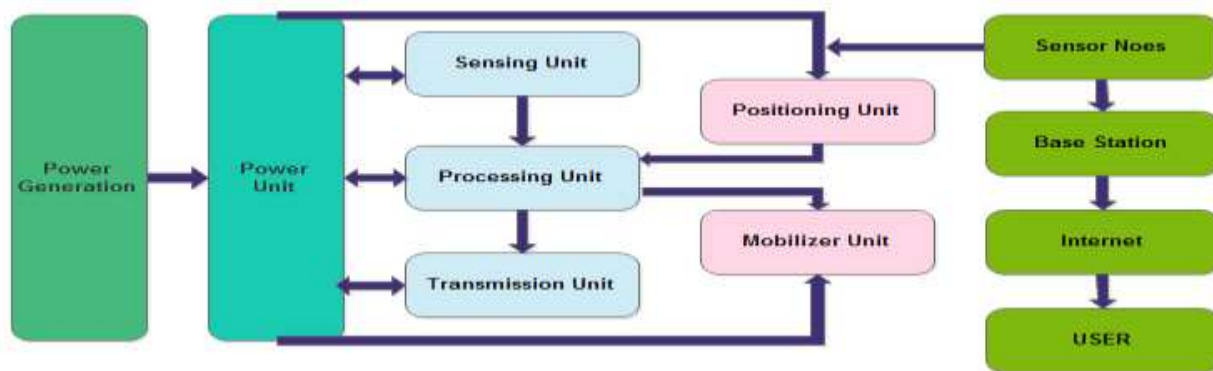 Power
Generation
Power
Unit
Sensing Unit
Processing Unit
Transmission Unit
Positioning Unit
Mobilizer Unit
Sensor Noes
Base Station
Internet
USER